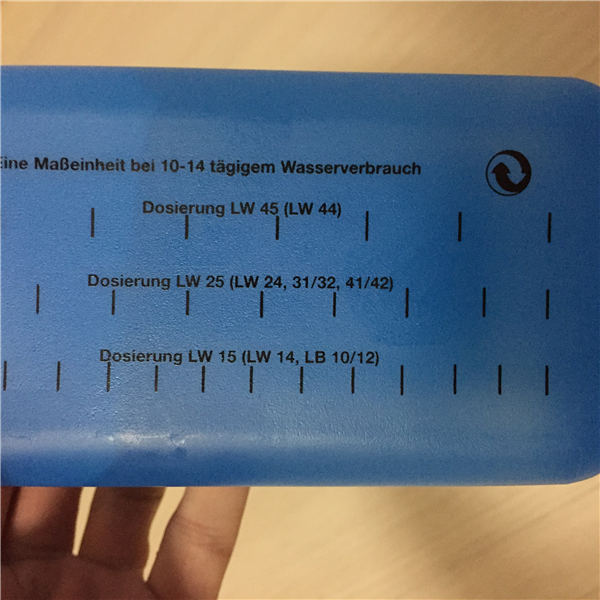 Eine Maßeinheit bei 10-14 tägigem Wasserverbrauch
Dosierung LW 45 (LW 44)
Dosierung LW 25 (LW 24, 31/32, 41/42)
Dosierung LW 15 (LW 14, LB 10/12)